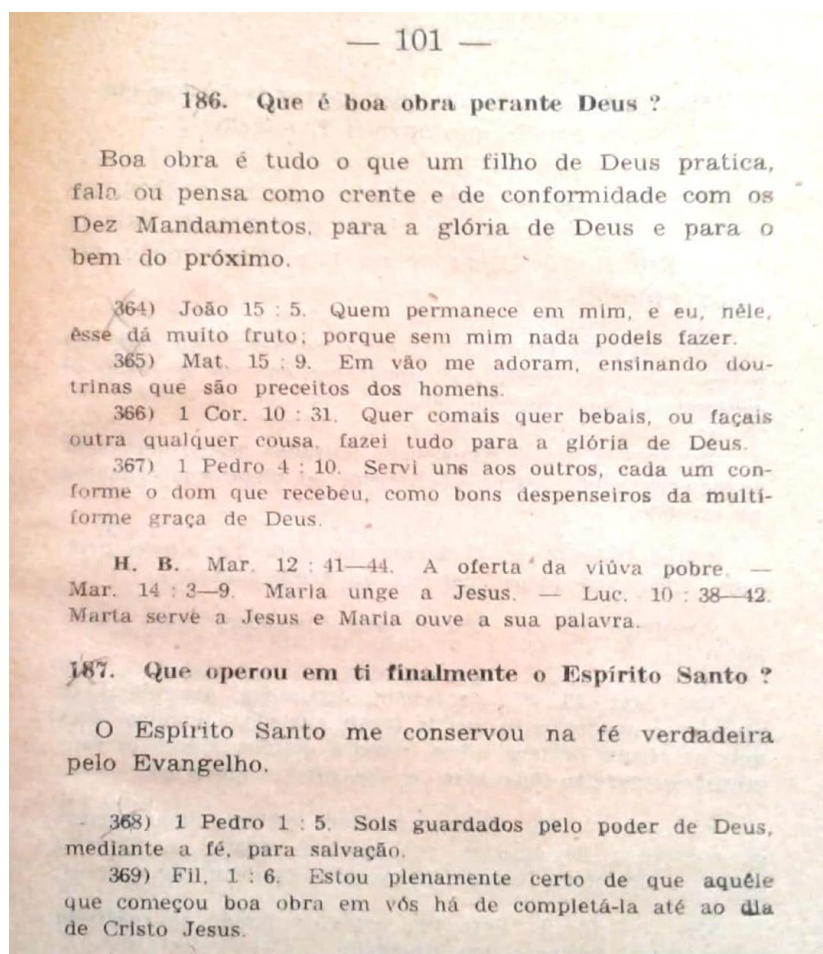 — 101 —
186. Que é boa obra perante Deus ?
Boa obra é tudo o que um filho de Deus pratica,
fala ou pensa como crente e de conformidade com os
Dez Mandamentos, para a glória de Deus e para o
bem do próximo.
364) João 15 : 5. Quem permanece em mim, e eu, nêle,
êsse dá muito fruto; porque sem mim nada podeis fazer.
365) Mat. 15 : 9. Em vão me adoram, ensinando dou-
trinas que são preceitos dos homens.
366) 1 Cor. 10 : 31. Quer comais quer bebais, ou façais
outra qualquer cousa, fazei tudo para a glória de Deus.
367) 1 Pedro 4 : 10. Servi uns aos outros, cada um con-
forme o dom que recebeu, como bons despenseiros da multi-
forme graça de Deus.
H. B. Mar. 12 : 41—44. A oferta da viúva pobre. —
Mar. 14 : 3—9. Maria unge a Jesus. — Luc. 10 : 38—42.
Marta serve a Jesus e Maria ouve a sua palavra.
187. Que operou em ti finalmente o Espírito Santo ?
O Espírito Santo me conservou na fé verdadeira
pelo Evangelho.
368) 1 Pedro 1 : 5. Sois guardados pelo poder de Deus,
mediante a fé, para salvação.
369) Fil. 1 : 6. Estou plenamente certo de que aquêle
que começou boa obra em vós há de completá-la até ao dia
de Cristo Jesus.